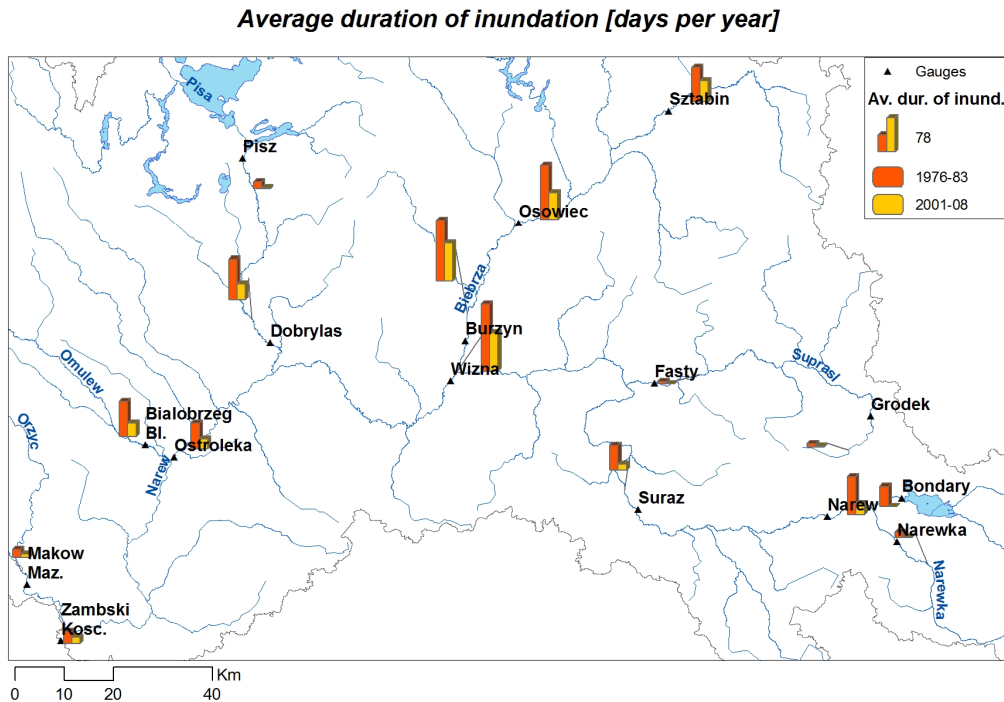 Average duration of inundation [days per year]
Gauges
Av. dur. of inund.
78
1976-83
2001-08
Pisa
Sztabin
Pisz
Osowiec
Biebrza
Dobrylas
Burzyn
Wizna
Omulew
Suprasl
Fasty
Grodek
Orzyc
Bialobrzeg
Bl.
Ostroleka
Narew
Suraz
Narew
Bondary
Narewka
Narewka
Makow
Maz.
Zambski
Kosc.
Km
0 10 20 40